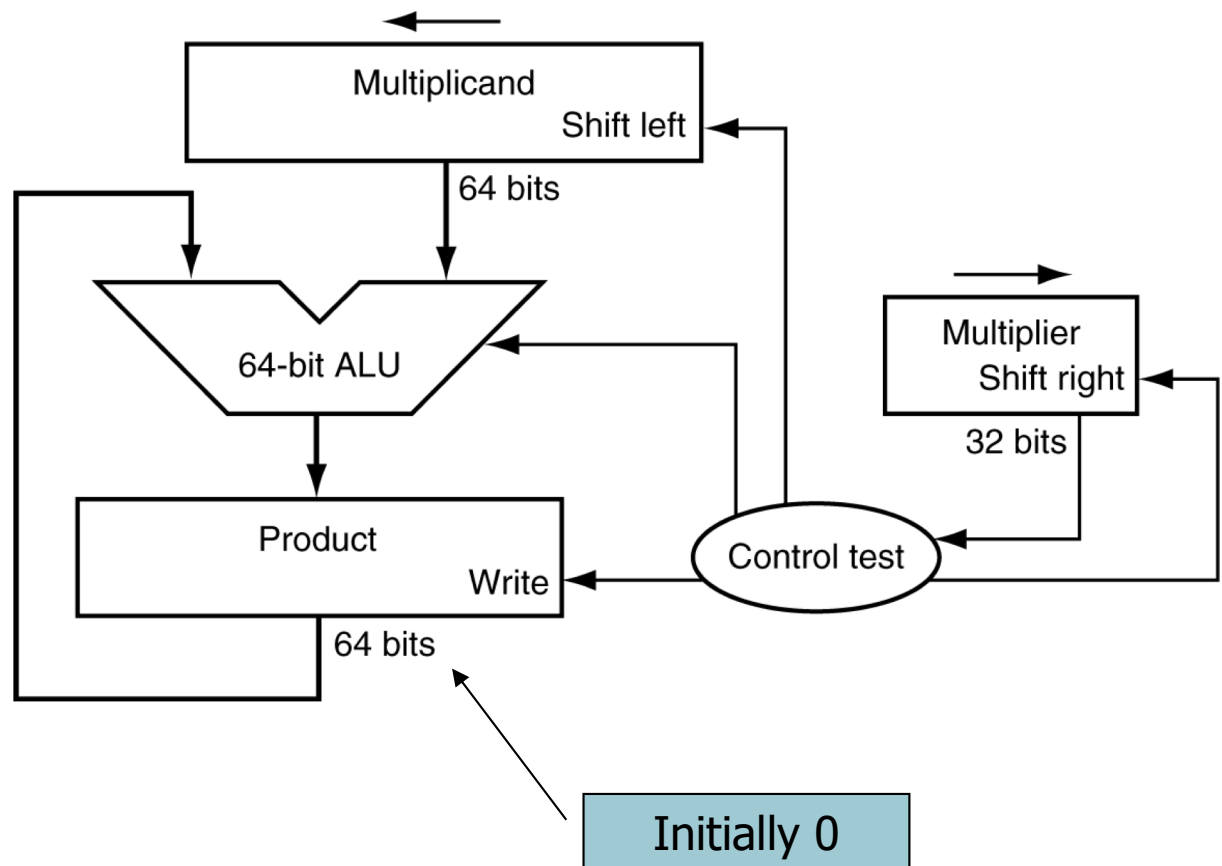 Multiplicand
Shift left
64 bits
64-bit ALU
Multiplier
Shift right
32 bits
Product
Write
Control test
64 bits
Initially 0